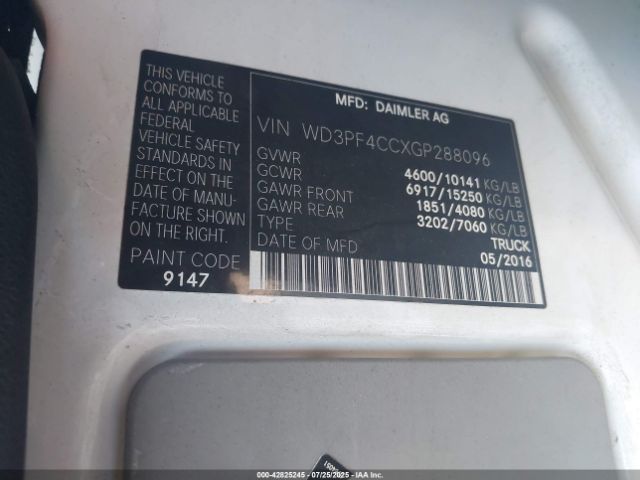 THIS VEHICLE
CONFORMS TO
ALL APPLICABLE
FEDERAL
VEHICLE SAFETY
STANDARDS IN
EFFECT ON THE
DATE OF MANU-
FACTURE SHOWN
ON THE RIGHT.
PAINT CODE
9147
MFD: DAIMLER AG
VIN WD3PF4CCXGP288096
GVWR 4600/10141 KG/LB
GCWR 6917/15250 KG/LB
GAWR FRONT 1851/4080 KG/LB
GAWR REAR 3202/7060 KG/LB
TYPE TRUCK
DATE OF MFD 05/2016
000-42825245 - 07/25/2025 - IAAI.COM